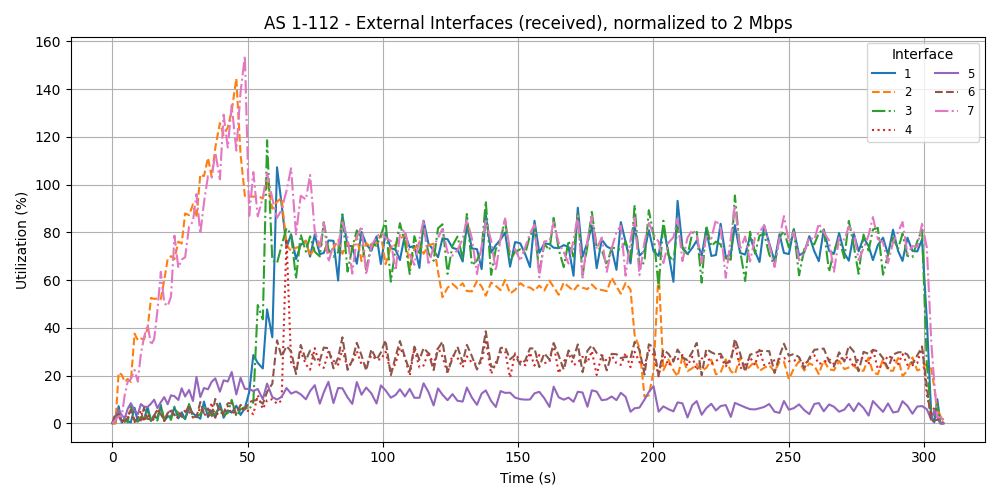 AS 1-112 - External Interfaces (received), normalized to 2 Mbps
Utilization (%)
160
140
120
100
80
60
40
20
0
0 50 100 150 200 250 300
Time (s)
Interface
1 5
2 6
3 7
4